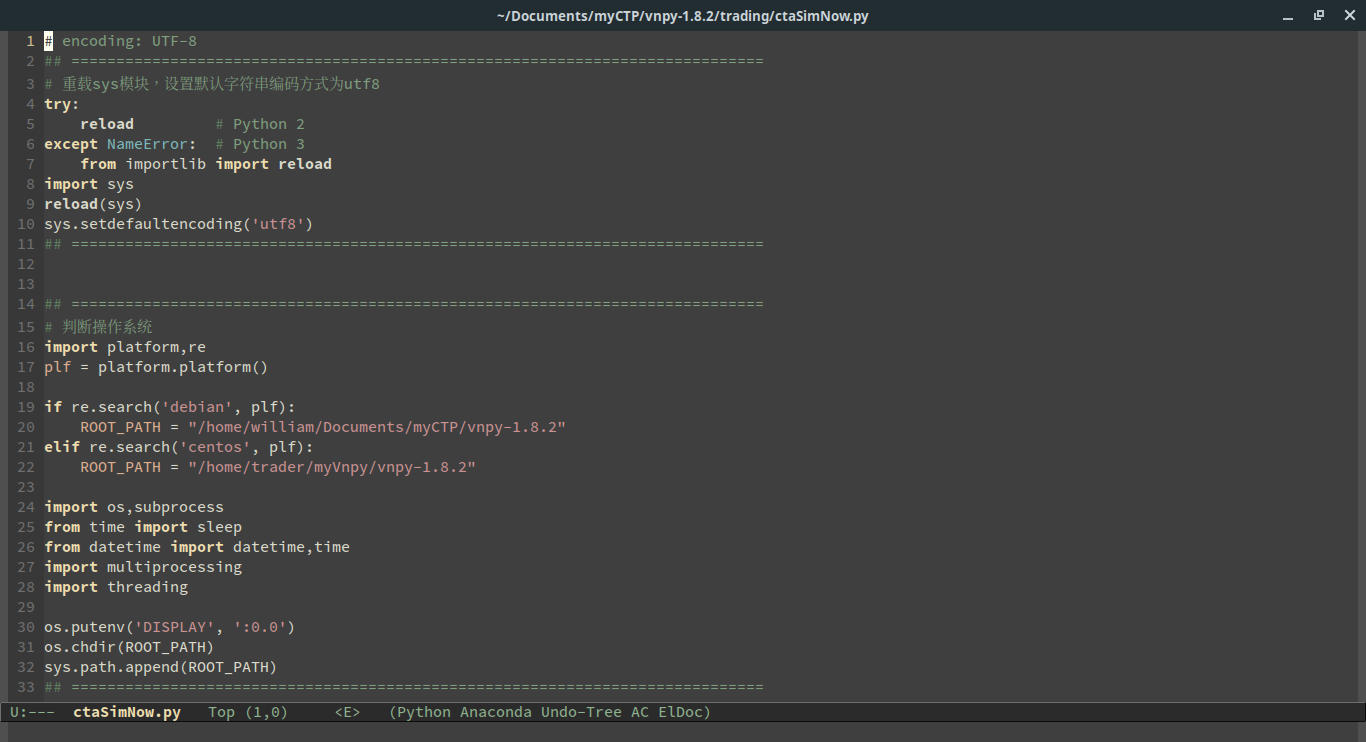 ~/Documents/myCTP/vnpy-1.8.2/trading/ctaSimNow.py
1 # encoding: UTF-8
2 ## =============================================================================
3 # 重载sys模块，设置默认字符串编码方式为utf8
4 try:
5     reload         # Python 2
6 except NameError:  # Python 3
7     from importlib import reload
8 import sys
9 reload(sys)
10 sys.setdefaultencoding('utf8')
11 ## =============================================================================
12
13
14 ## =============================================================================
15 # 判断操作系统
16 import platform,re
17 plf = platform.platform()
18
19 if re.search('debian', plf):
20     ROOT_PATH = "/home/william/Documents/myCTP/vnpy-1.8.2"
21 elif re.search('centos', plf):
22     ROOT_PATH = "/home/trader/myVnpy/vnpy-1.8.2"
23
24 import os,subprocess
25 from time import sleep
26 from datetime import datetime,time
27 import multiprocessing
28 import threading
29
30 os.putenv('DISPLAY', ':0.0')
31 os.chdir(ROOT_PATH)
32 sys.path.append(ROOT_PATH)
33 ## =============================================================================
U:---  ctaSimNow.py   Top (1,0)     <E>   (Python Anaconda Undo-Tree AC ElDoc)